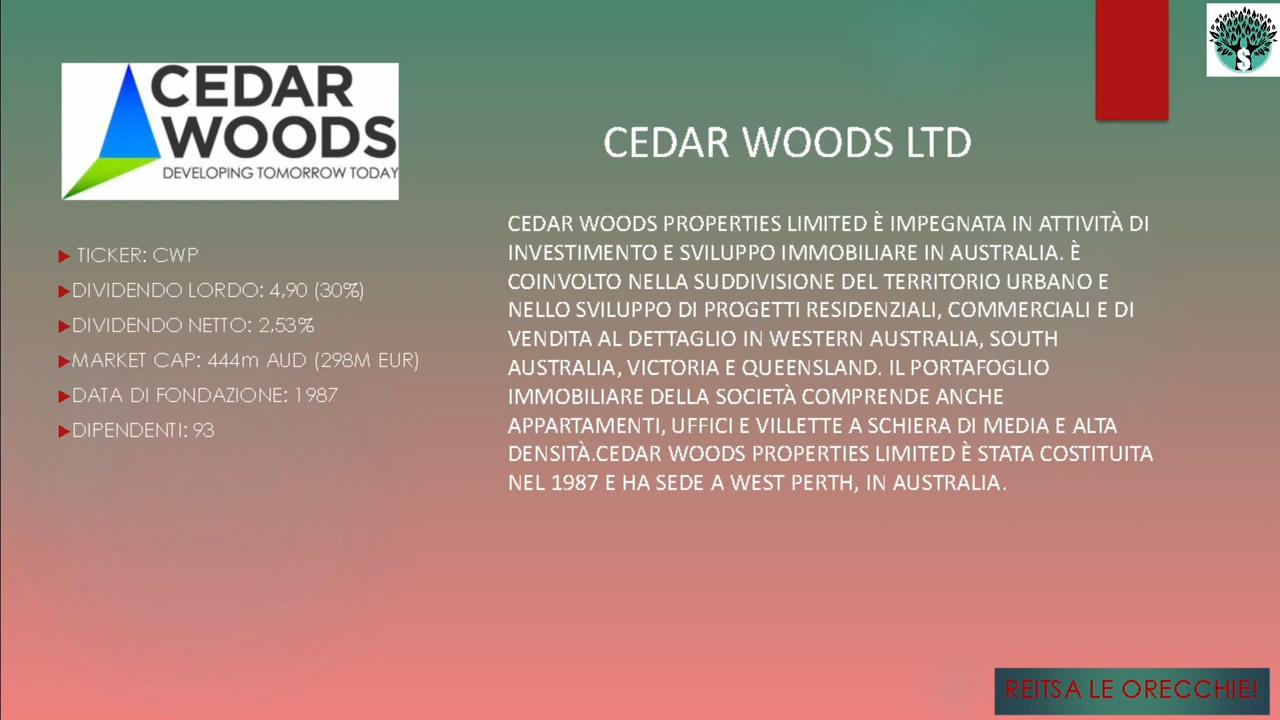 CEDAR
WOODS
DEVELOPING TOMORROW TODAY
CEDAR WOODS LTD
TICKER: CWP
DIVIDENDO LORDO: 4,90 (30%)
DIVIDENDO NETTO: 2,53%
MARKET CAP: 444m AUD (298M EUR)
DATA DI FONDAZIONE: 1987
DIPENDENTI: 93
CEDAR WOODS PROPERTIES LIMITED È IMPEGNATA IN ATTIVITÀ DI
INVESTIMENTO E SVILUPPO IMMOBILIARE IN AUSTRALIA. È
COINVOLTO NELLA SUDDIVISIONE DEL TERRITORIO URBANO E
NELLO SVILUPPO DI PROGETTI RESIDENZIALI, COMMERCIALI E DI
VENDITA AL DETTAGLIO IN WESTERN AUSTRALIA, SOUTH
AUSTRALIA, VICTORIA E QUEENSLAND. IL PORTAFOGLIO
IMMOBILIARE DELLA SOCIETÀ COMPRENDE ANCHE
APPARTAMENTI, UFFICI E VILLETTE A SCHIERA DI MEDIA E ALTA
DENSITÀ.CEDAR WOODS PROPERTIES LIMITED È STATA COSTITUITA
NEL 1987 E HA SEDE A WEST PERTH, IN AUSTRALIA.
REITSA LE ORECCHIE!
S